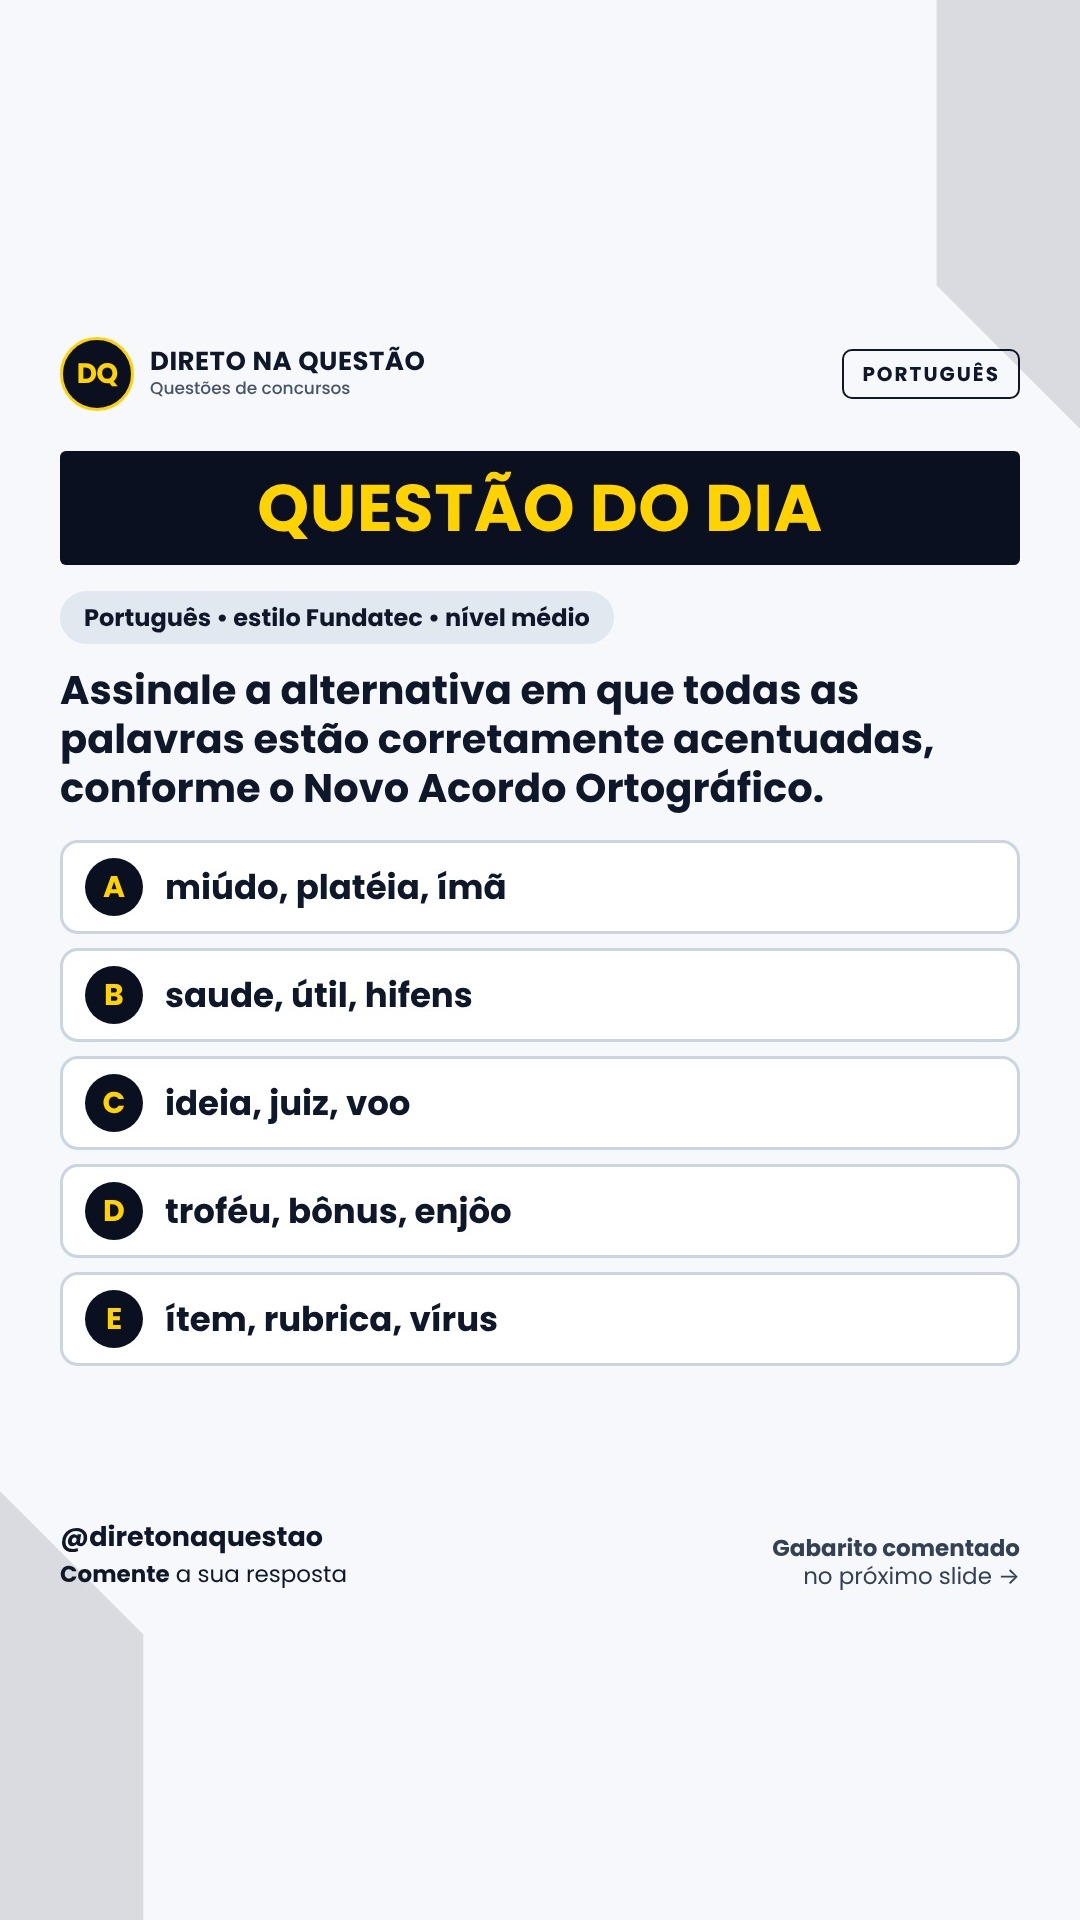 DQ
DIRETO NA QUESTÃO
Questões de concursos
PORTUGUÊS
QUESTÃO DO DIA
Português • estilo Fundatec • nível médio
Assinale a alternativa em que todas as
palavras estão corretamente acentuadas,
conforme o Novo Acordo Ortográfico.
A miúdo, platéia, ímã
B saude, útil, hifens
C ideia, juiz, voo
D troféu, bônus, enjôo
E ítem, rubrica, vírus
@diretonaquestao
Comente a sua resposta
Gabarito comentado
no próximo slide →